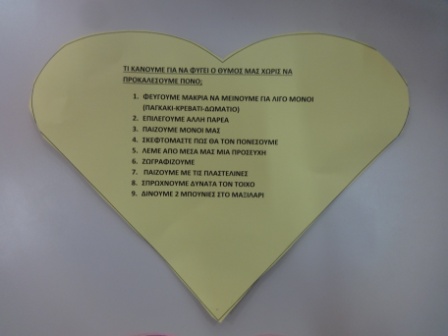 ΤΙ ΚΑΝΟΥΜΕ ΓΙΑ ΝΑ ΦΥΓΕΙ Ο ΘΥΜΟΣ ΜΑΣ ΧΩΡΙΣ ΝΑ
ΠΡΟΚΑΛΕΣΟΥΜΕ ΠΟΝΟ;
1. ΦΕΥΓΟΥΜΕ ΜΑΚΡΙΑ ΝΑ ΜΕΙΝΟΥΜΕ ΓΙΑ ΛΙΓΟ ΜΟΝΟΙ
(ΠΑΓΚΑΚΙ-ΚΡΕΒΑΤΙ-ΔΩΜΑΤΙΟ)
2. ΕΠΙΛΕΓΟΥΜΕ ΑΛΛΗ ΠΑΡΕΑ
3. ΠΑΙΖΟΥΜΕ ΜΟΝΟΙ ΜΑΣ
4. ΣΚΕΦΤΟΜΑΣΤΕ ΠΩΣ ΘΑ ΤΟΝ ΠΟΝΕΣΟΥΜΕ
5. ΛΕΜΕ ΑΠΟ ΜΕΣΑ ΜΑΣ ΜΙΑ ΠΡΟΣΕΥΧΗ
6. ΖΩΓΡΑΦΙΖΟΥΜΕ
7. ΠΑΙΖΟΥΜΕ ΜΕ ΤΙΣ ΠΛΑΣΤΕΛΙΝΕΣ
8. ΣΠΡΩΧΝΟΥΜΕ ΔΥΝΑΤΑ ΤΟΝ ΤΟΙΧΟ
9. ΔΙΝΟΥΜΕ 2 ΜΠΟΥΝΙΕΣ ΣΤΟ ΜΑΞΙΛΑΡΙ